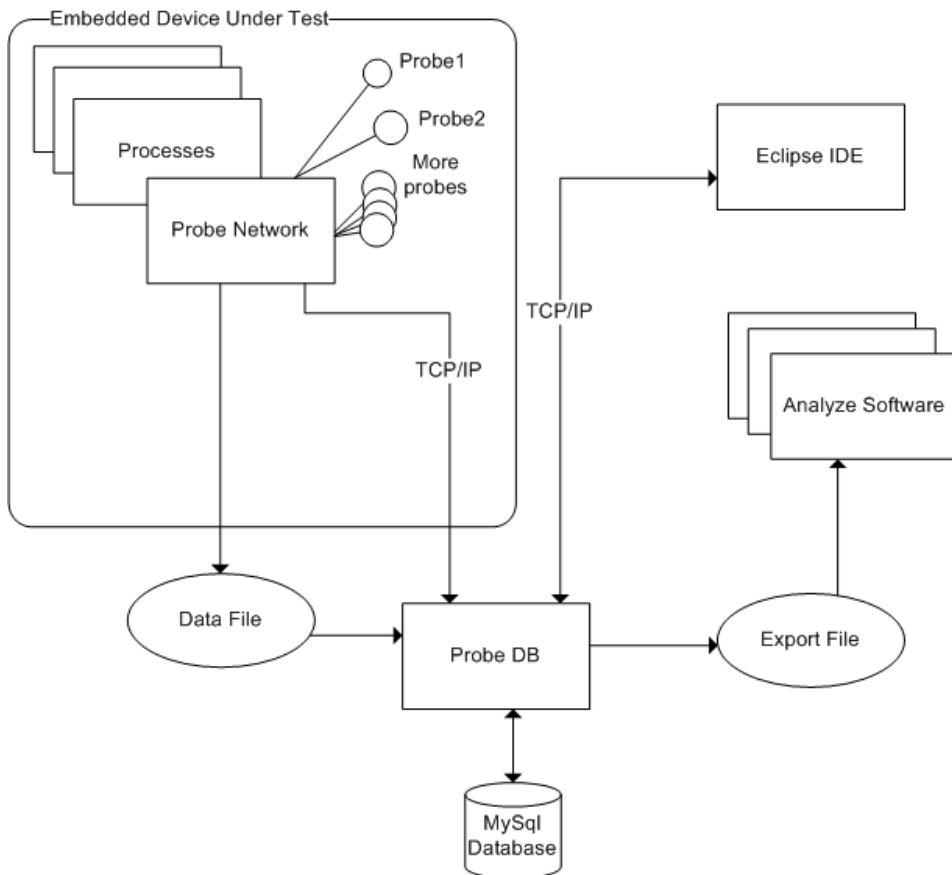 Embedded Device Under Test
Probe1
Probe2
Processes
More
probes
Probe Network
Eclipse IDE
TCP/IP
TCP/IP
Analyze Software
Data File
Probe DB
Export File
MySql
Database